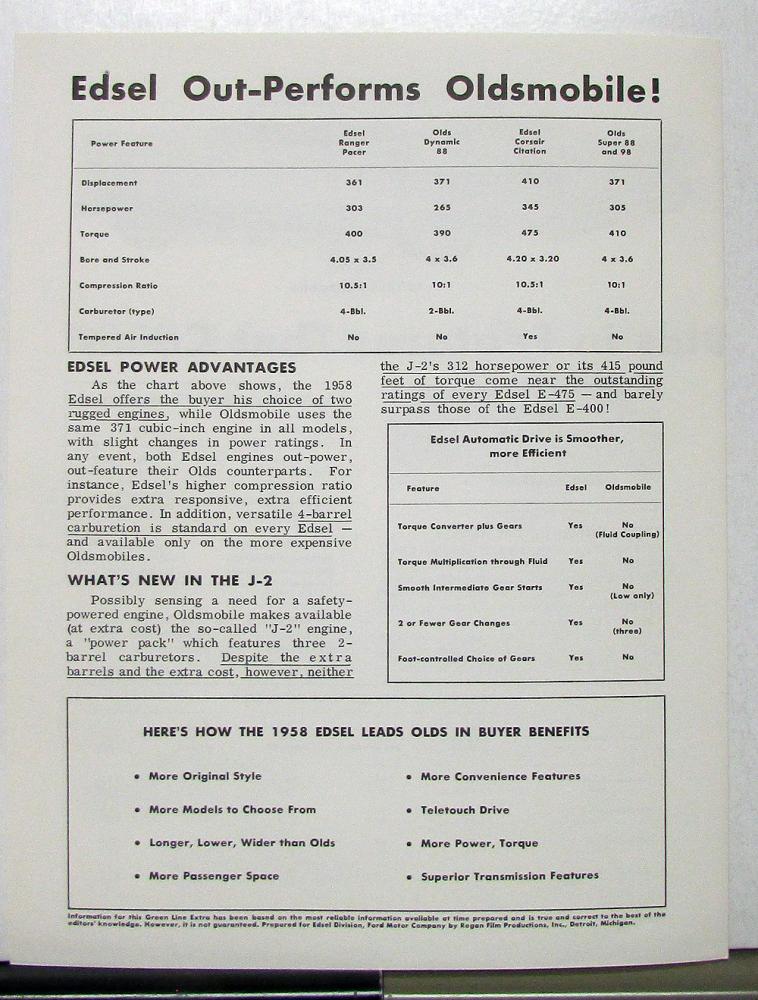 Edsel Out-Performs Oldsmobile!
Power Feature Edsel Ranger Pacer Olds Dynamic 88 Edsel Corsair Citation Olds Super 88 and 98
Displacement 361 371 410 371
Horsepower 303 265 345 305
Torque 400 390 475 410
Bore and Stroke 4.05 x 3.5 4 x 3.6 4.20 x 3.20 4 x 3.6
Compression Ratio 10.5:1 10:1 10.5:1 10:1
Carburetor (type) 4-Bbl. 2-Bbl. 4-Bbl. 4-Bbl.
Tempered Air Induction No No Yes No
EDSEL POWER ADVANTAGES
As the chart above shows, the 1958
Edsel offers the buyer his choice of two
rugged engines, while Oldsmobile uses the
same 371 cubic-inch engine in all models,
with slight changes in power ratings. In
any event, both Edsel engines out-power,
out-feature their Olds counterparts. For
instance, Edsel's higher compression ratio
provides extra responsive, extra efficient
performance. In addition, versatile 4-barrel
carburetion is standard on every Edsel —
and available only on the more expensive
Oldsmobiles.
WHAT'S NEW IN THE J-2
Possibly sensing a need for a safety-
powered engine, Oldsmobile makes available
(at extra cost) the so-called "J-2" engine,
a "power pack" which features three 2-
barrel carburetors. Despite the extra
barrels and the extra cost, however, neither
the J-2's 312 horsepower or its 415 pound
feet of torque come near the outstanding
ratings of every Edsel E-475 — and barely
surpass those of the Edsel E-400!
Edsel Automatic Drive is Smoother,
more Efficient
Feature Edsel Oldsmobile
Torque Converter plus Gears Yes No
(Fluid Coupling)
Torque Multiplication through Fluid Yes No
Smooth Intermediate Gear Starts Yes No
(Low only)
2 or Fewer Gear Changes Yes No
(three)
Foot-controlled Choice of Gears Yes No
HERE'S HOW THE 1958 EDSEL LEADS OLDS IN BUYER BENEFITS
• More Original Style
• More Models to Choose From
• Longer, Lower, Wider than Olds
• More Passenger Space
• More Convenience Features
• Teletouch Drive
• More Power, Torque
• Superior Transmission Features
Information for this Green Line Extra has been based on the most reliable information available at time prepared and is true and correct to the best of the
editors' knowledge. However, it is not guaranteed. Prepared for Edsel Division, Ford Motor Company by Regan Film Productions, Inc., Detroit, Michigan.